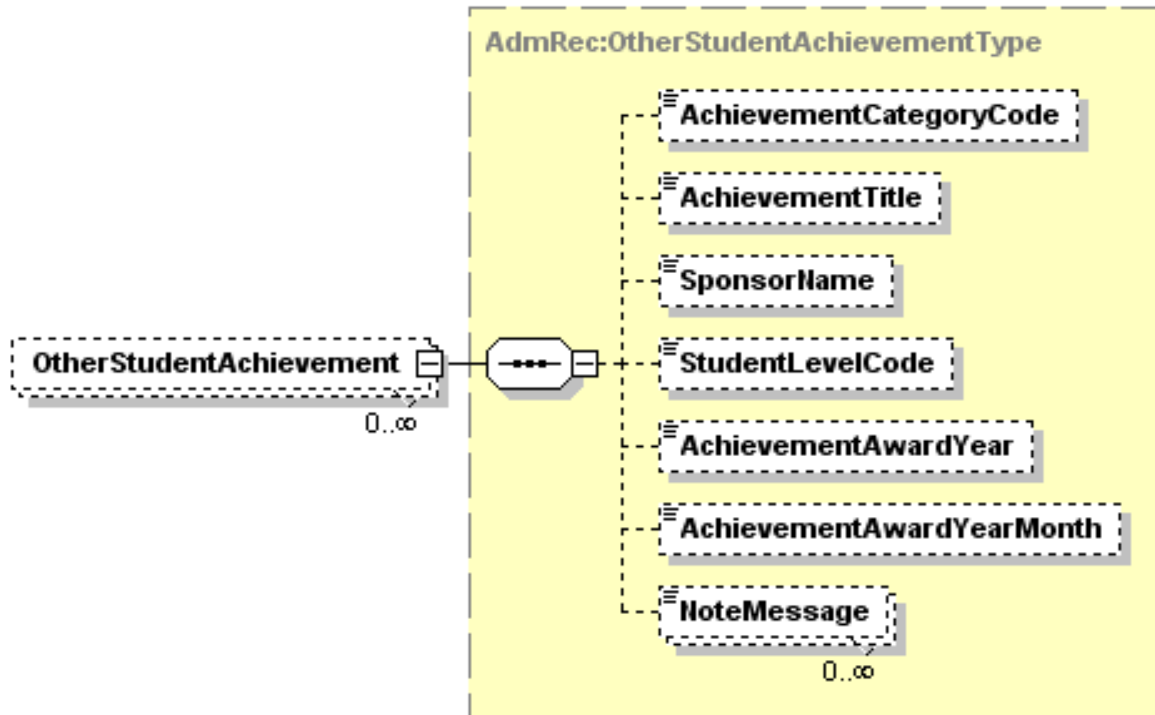 AdmRec:OtherStudentAchievementType
AchievementCategoryCode
AchievementTitle
SponsorName
OtherStudentAchievement
0..∞
StudentLevelCode
AchievementAwardYear
AchievementAwardYearMonth
NoteMessage
0..∞